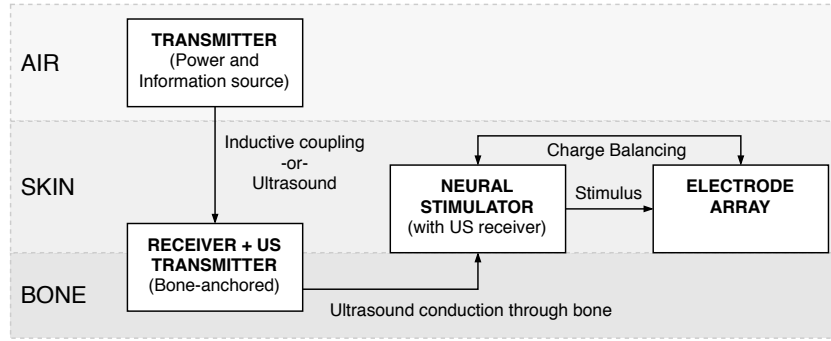 AIR
TRANSMITTER
(Power and
Information source)
Inductive coupling
-or-
Ultrasound
SKIN
Charge Balancing
NEURAL
STIMULATOR
(with US receiver)
Stimulus
ELECTRODE
ARRAY
RECEIVER + US
TRANSMITTER
(Bone-anchored)
BONE
Ultrasound conduction through bone